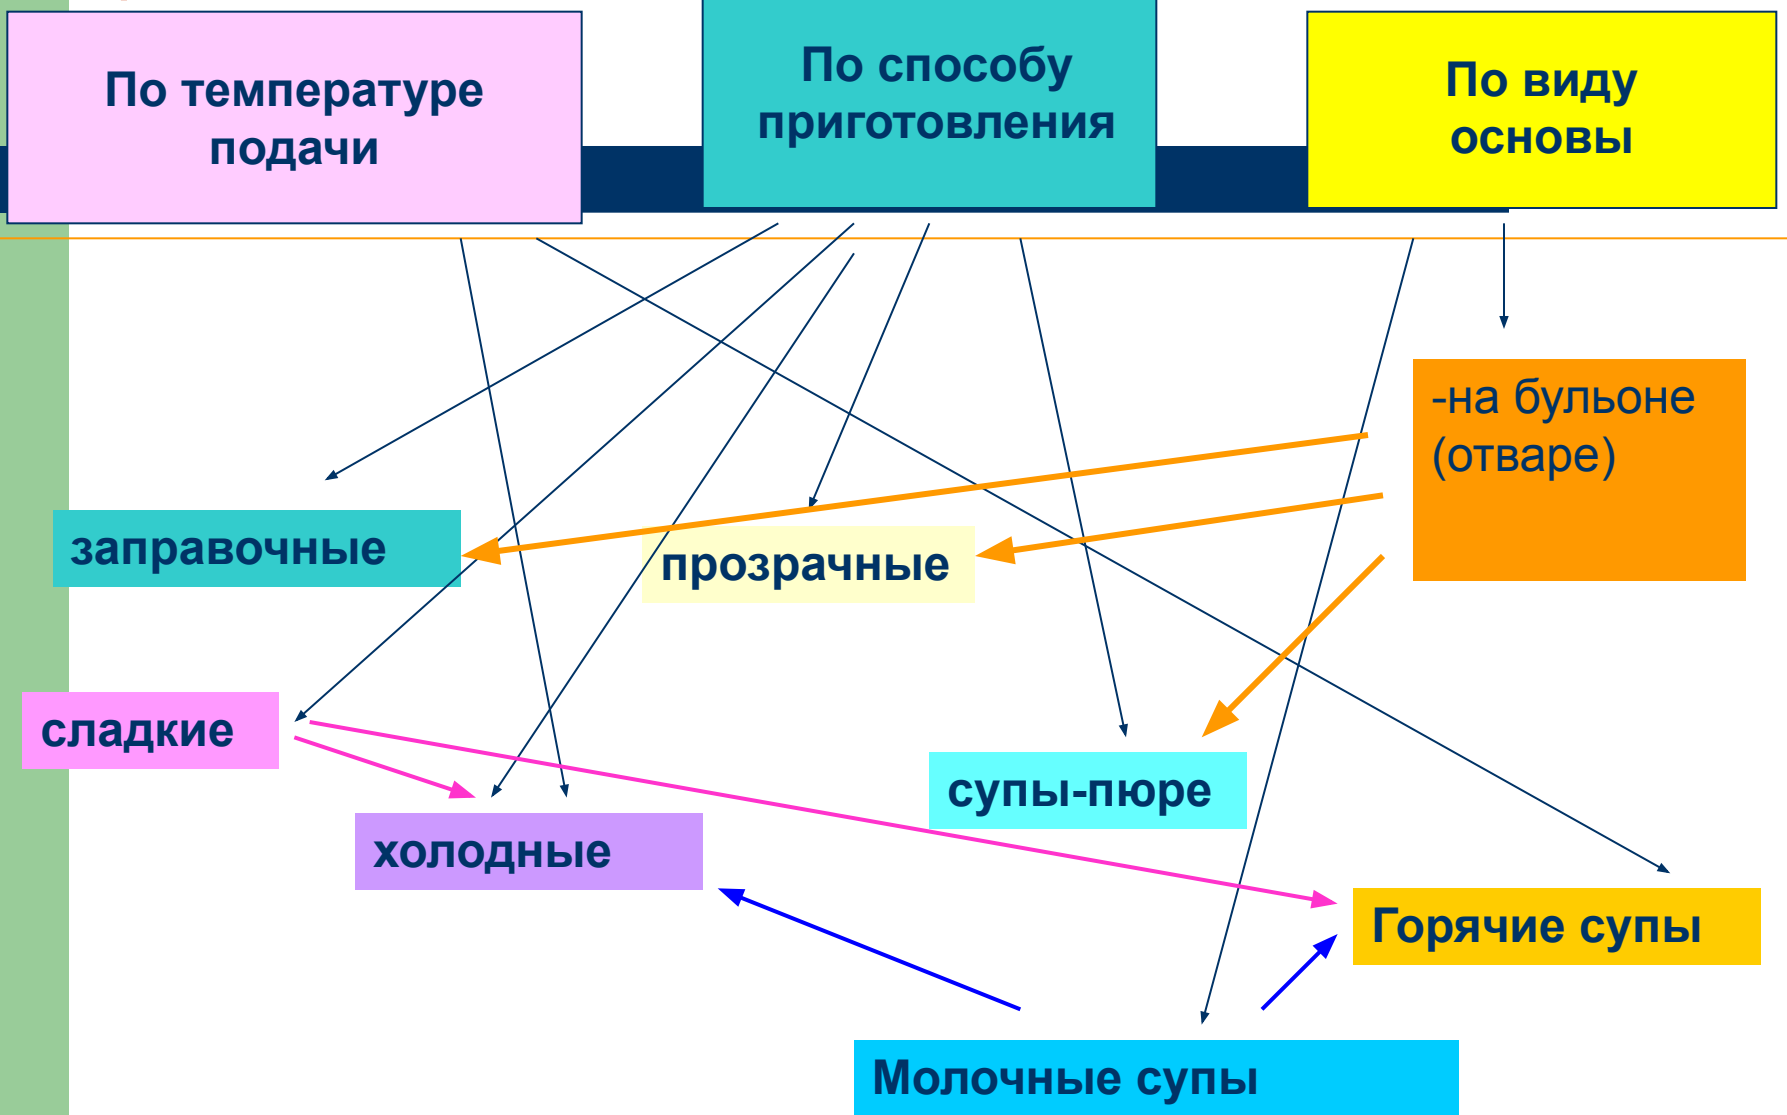 По температуре
подачи
По способу
приготовления
По виду
основы
-на бульоне
(отваре)
заправочные
прозрачные
сладкие
супы-пюре
холодные
Горячие супы
Молочные супы